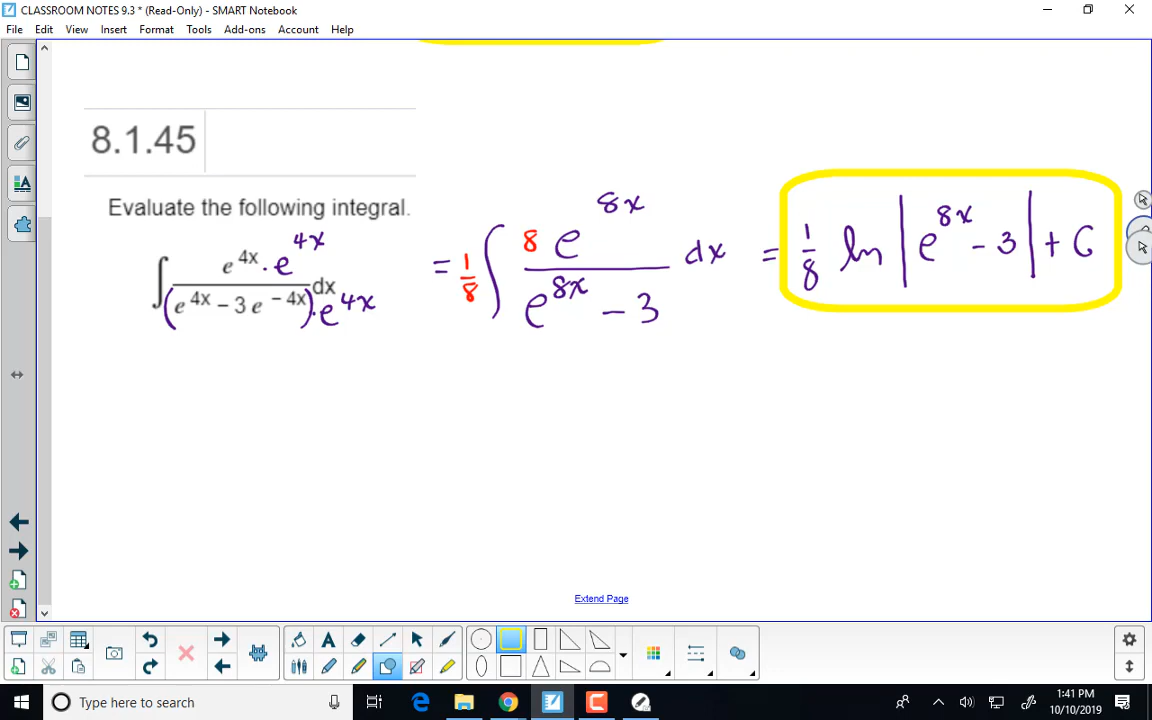 CLASSROOM NOTES 9.3 * (Read-Only) - SMART Notebook
File Edit View Insert Format Tools Add-ons Account Help
8.1.45
Evaluate the following integral.
∫ (e^4x · e^4x) / ((e^4x − 3 e^−4x) · e^4x) dx = 1/8 ∫ (8 e^8x) / (e^8x − 3) dx = 1/8 ln |e^8x − 3| + C
Extend Page
Type here to search
1:41 PM
10/10/2019